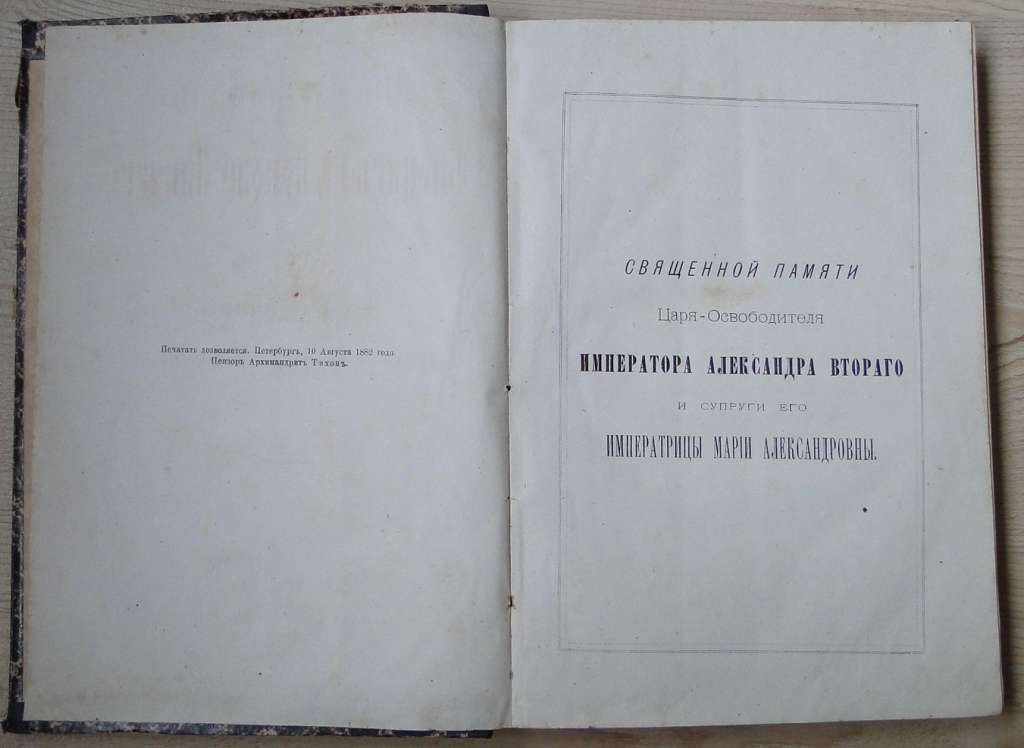 Печатать дозволяется. Петербургъ, 10 Августа 1882 года
Цензоръ Архимандритъ Тихонъ.
СВЯЩЕННОЙ ПАМЯТИ
Царя-Освободителя
ИМПЕРАТОРА АЛЕКСАНДРА ВТОРАГО
И СУПРУГИ ЕГО
ИМПЕРАТРИЦЫ МАРІИ АЛЕКСАНДРОВНЫ.